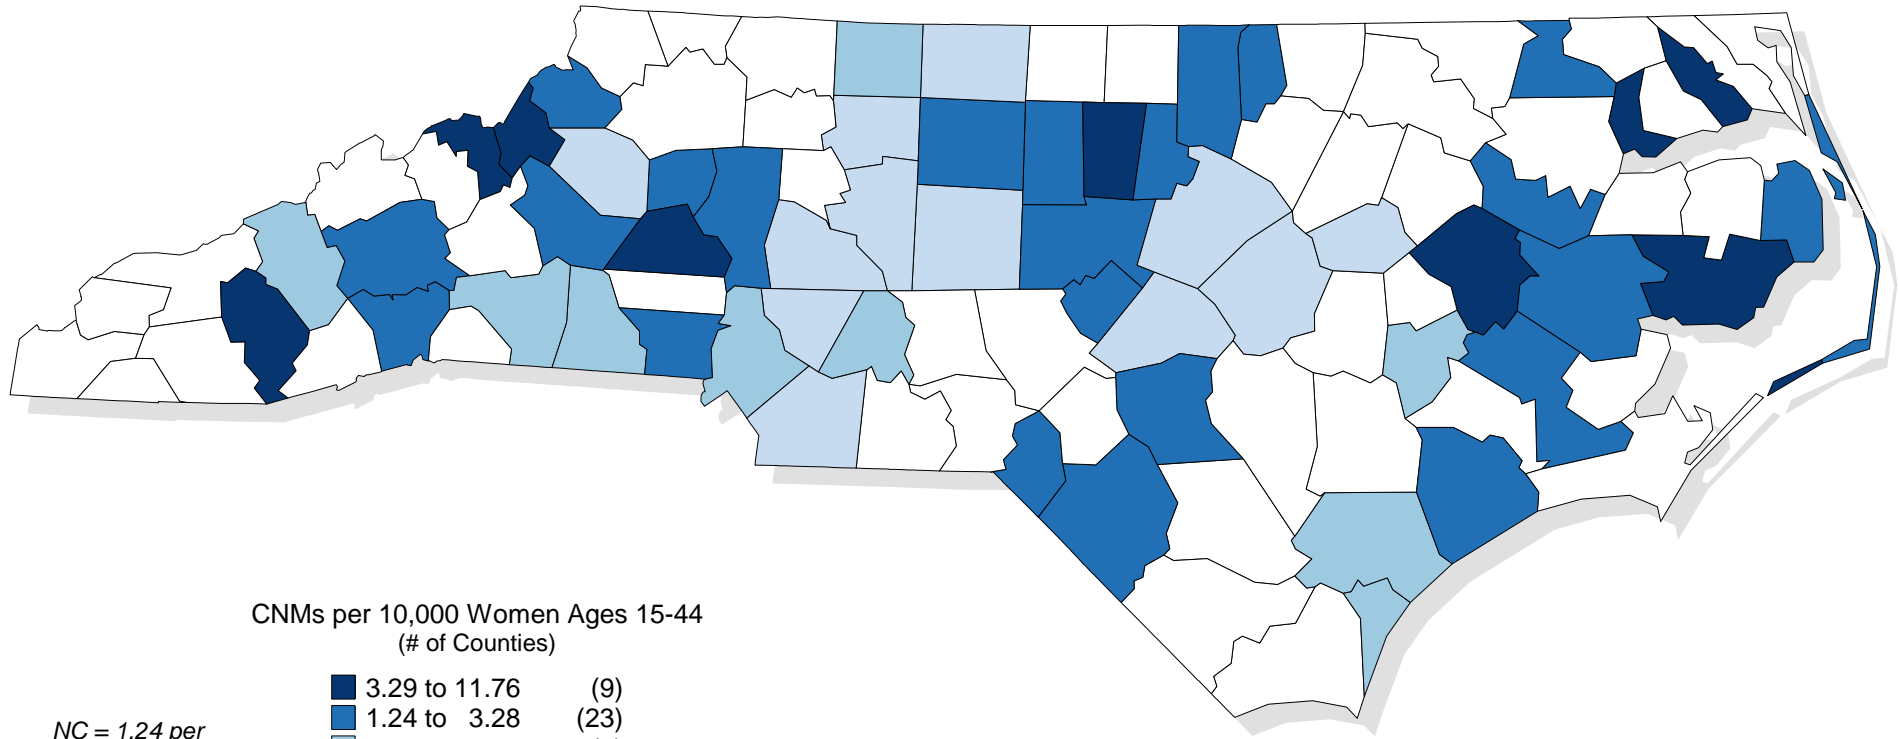 CNMs per 10,000 Women Ages 15-44
(# of Counties)
3.29 to 11.76 (9)
1.24 to 3.28 (23)
NC = 1.24 per